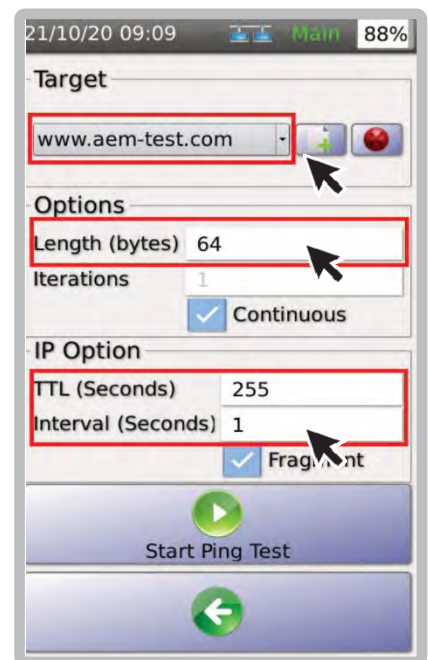 21/10/20 09:09 Main 88%
Target
www.aem-test.com
Options
Length (bytes) 64
Iterations 1
Continuous
IP Option
TTL (Seconds) 255
Interval (Seconds) 1
Start Ping Test